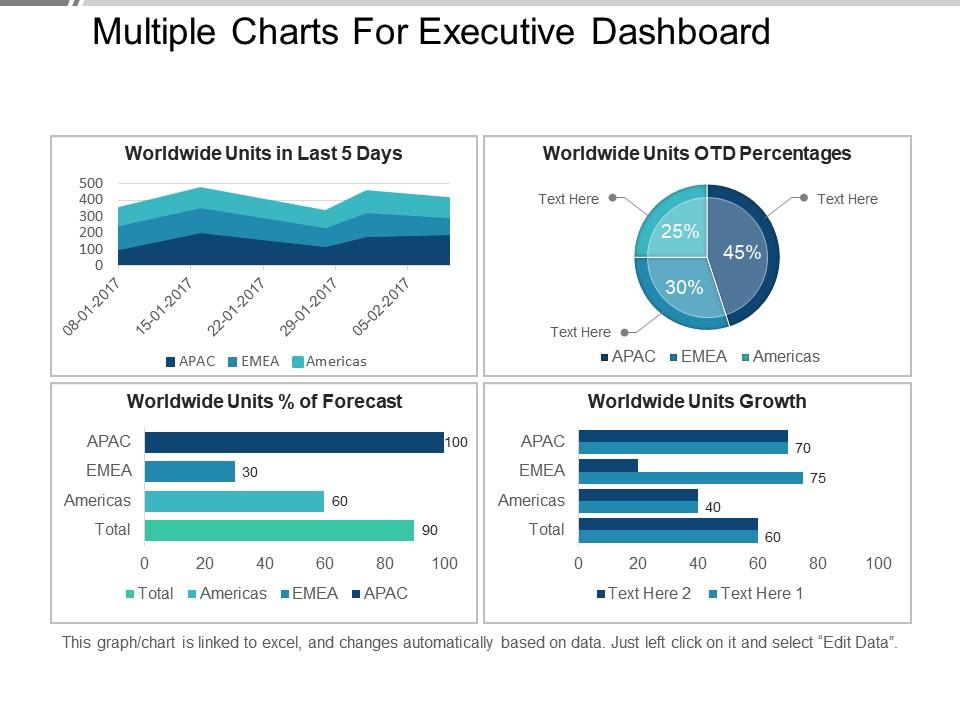 Multiple Charts For Executive Dashboard
Worldwide Units in Last 5 Days
500
400
300
200
100
0
08-01-2017
15-01-2017
22-01-2017
29-01-2017
05-02-2017
APAC EMEA Americas
Worldwide Units OTD Percentages
Text Here
Text Here
25%
45%
30%
Text Here
APAC EMEA Americas
Worldwide Units % of Forecast
APAC 100
EMEA 30
Americas 60
Total 90
0 20 40 60 80 100
Total Americas EMEA APAC
Worldwide Units Growth
APAC 70
EMEA 75
Americas 40
Total 60
0 20 40 60 80 100
Text Here 2 Text Here 1
This graph/chart is linked to excel, and changes automatically based on data. Just left click on it and select “Edit Data”.